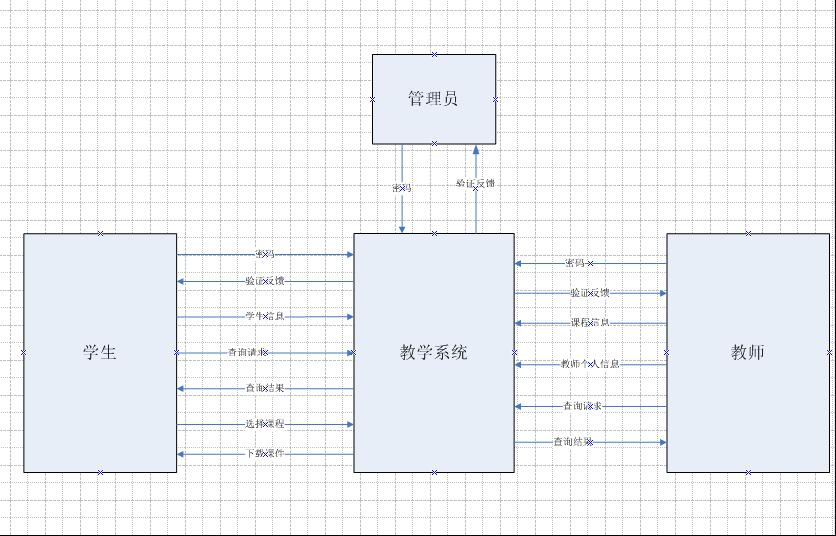 管理员
密码
验证反馈
密码
验证反馈
学生信息
查询请求
查询结果
选择课程
下载课件
学生
教学系统
密码
验证反馈
课程信息
教师个人信息
查询请求
查询结果
教师